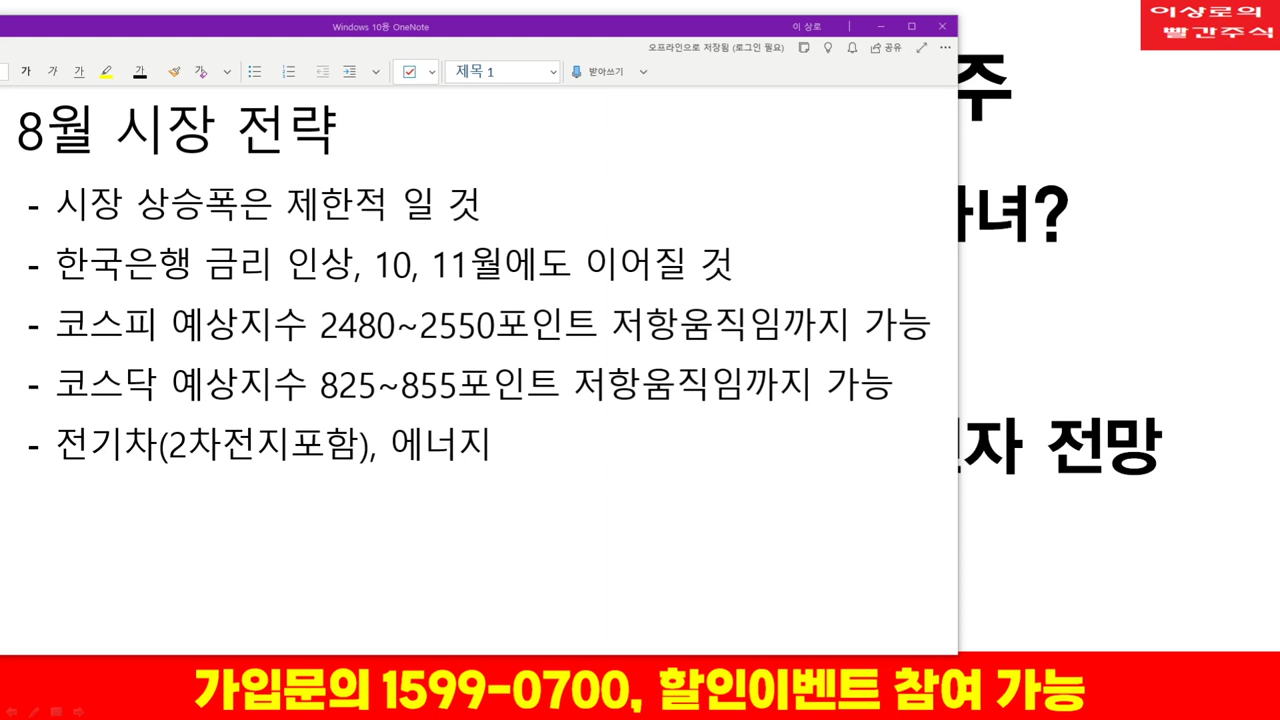 이상로의
빨간주식
Windows 10용 OneNote
이 상로
오프라인으로 저장됨 (로그인 필요)
공유
가 가 가 가 가
제목 1
받아쓰기
8월 시장 전략
- 시장 상승폭은 제한적 일 것
- 한국은행 금리 인상, 10, 11월에도 이어질 것
- 코스피 예상지수 2480~2550포인트 저항움직임까지 가능
- 코스닥 예상지수 825~855포인트 저항움직임까지 가능
- 전기차(2차전지포함), 에너지
주
녀?
자 전망
가입문의 1599-0700, 할인이벤트 참여 가능